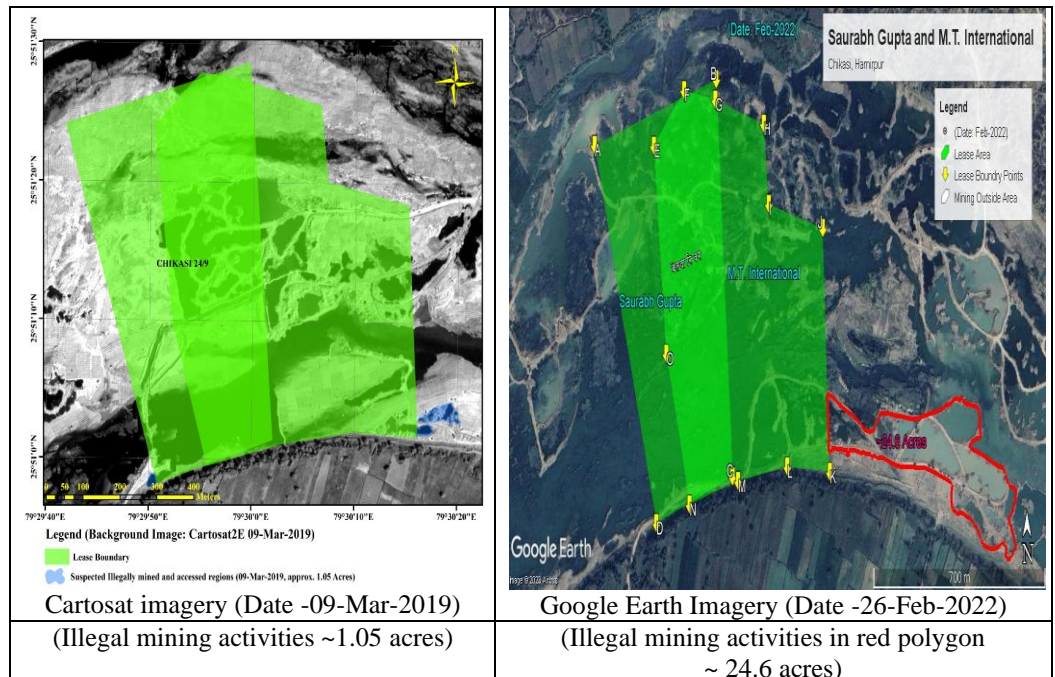 25°51'30"N
25°51'20"N
25°51'10"N
25°51'0"N
N
CHIKASI 24/9
0 50 100 200 300 400
Meters
79°29'40"E 79°29'50"E 79°30'0"E 79°30'10"E 79°30'20"E
Legend (Background Image: Cartosat2E 09-Mar-2019)
Lease Boundary
Suspected Illegally mined and accessed regions (09-Mar-2019, approx. 1.05 Acres)
Cartosat imagery (Date -09-Mar-2019)
(Illegal mining activities ~1.05 acres)
(Date: Feb-2022)
Saurabh Gupta and M.T. International
Chikasi, Hamirpur
Legend
(Date: Feb-2022)
Lease Area
Lease Boundry Points
Mining Outside Area
B
F
G
A
E
H
J
M.T. International
Saurabh Gupta
O
~24.6 Acres
C
M
L
K
N
D
Google Earth
N
700 m
Google Earth Imagery (Date -26-Feb-2022)
(Illegal mining activities in red polygon
~ 24.6 acres)